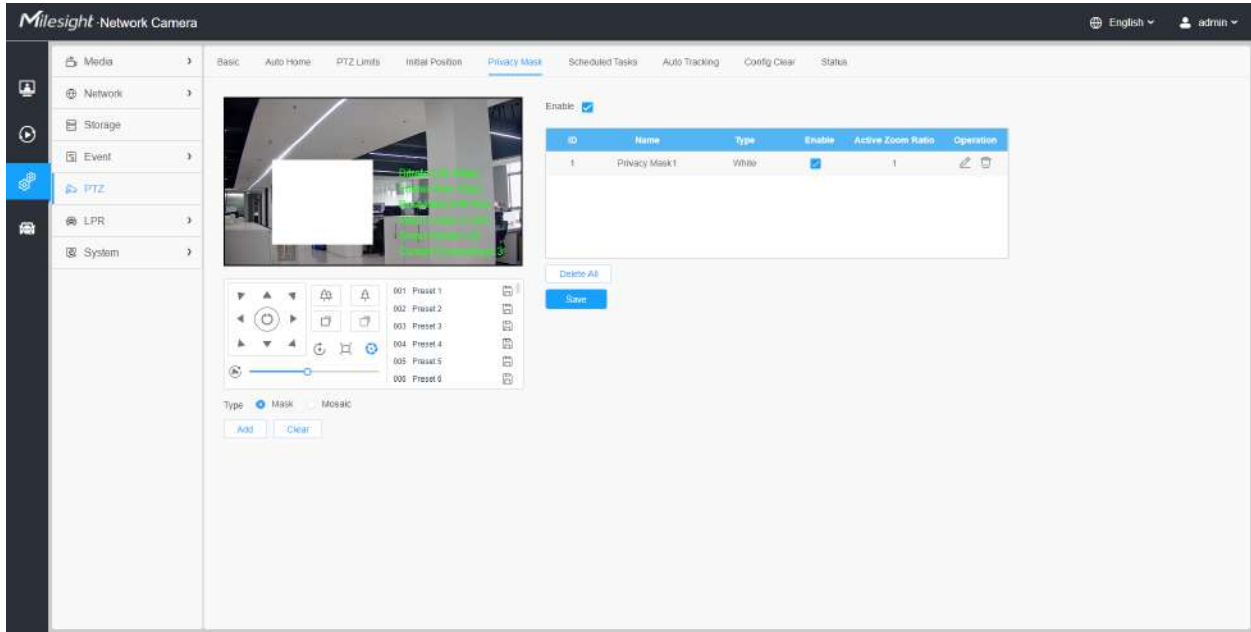 Milesight Network Camera
English
admin
Media
Network
Storage
Event
PTZ
LPR
System
Basic
Auto Home
PTZ Limits
Initial Position
Privacy Mask
Scheduled Tasks
Auto Tracking
Config Clear
Status
Enable
ID Name Type Enable Active Zoom Ratio Operation
1 Privacy Mask1 White 1
Delete All
Save
001 Preset 1
002 Preset 2
003 Preset 3
004 Preset 4
005 Preset 5
006 Preset 6
Type Mask Mosaic
Add Clear